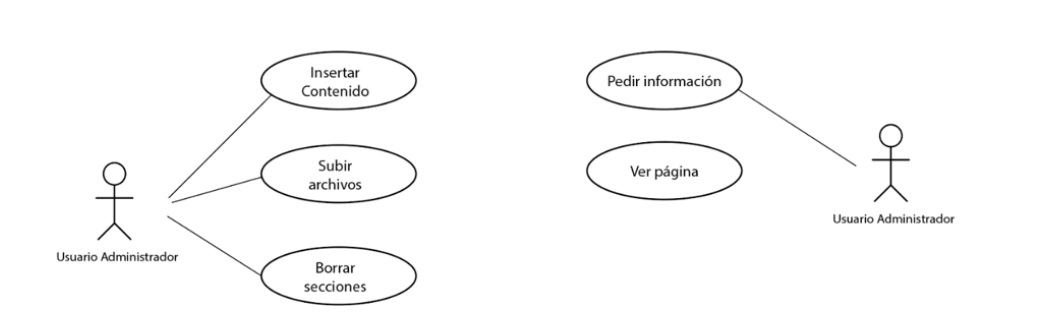 Insertar
Contenido
Subir
archivos
Borrar
secciones
Usuario Administrador
Pedir información
Ver página
Usuario Administrador